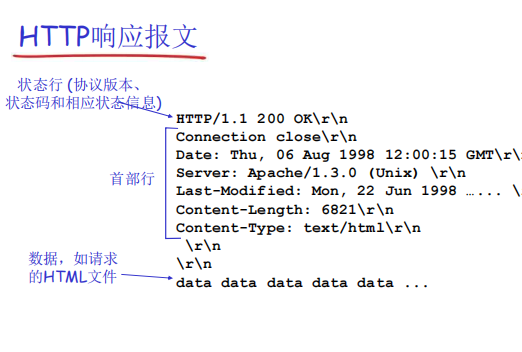 HTTP响应报文
状态行 (协议版本、
状态码和相应状态信息)
HTTP/1.1 200 OK\r\n
Connection close\r\n
Date: Thu, 06 Aug 1998 12:00:15 GMT\r\
Server: Apache/1.3.0 (Unix) \r\n
Last-Modified: Mon, 22 Jun 1998 …... \
Content-Length: 6821\r\n
Content-Type: text/html\r\n
\r\n
\r\n
首部行
数据，如请求
的HTML文件
data data data data data ...